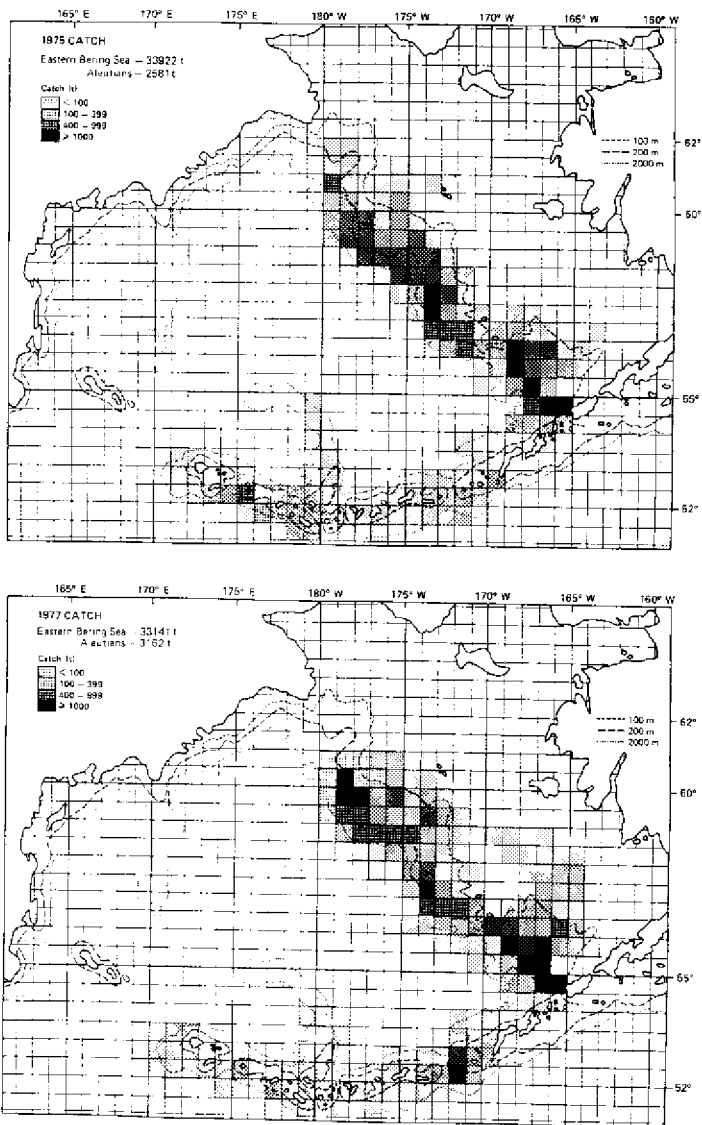 165° E 170° E 175° E 180° W 175° W 170° W 165° W 160° W
1975 CATCH
Eastern Bering Sea – 33922 t
Aleutians – 2581 t
Catch (t)
< 100
100 – 399
400 – 999
> 1000
100 m
200 m
2000 m
62°
60°
55°
52°
165° E 170° E 175° E 180° W 175° W 170° W 165° W 160° W
1977 CATCH
Eastern Bering Sea - 33141 t
Aleutians – 3162 t
Catch (t)
< 100
100 – 399
400 – 999
> 1000
100 m
200 m
2000 m
62°
60°
55°
52°